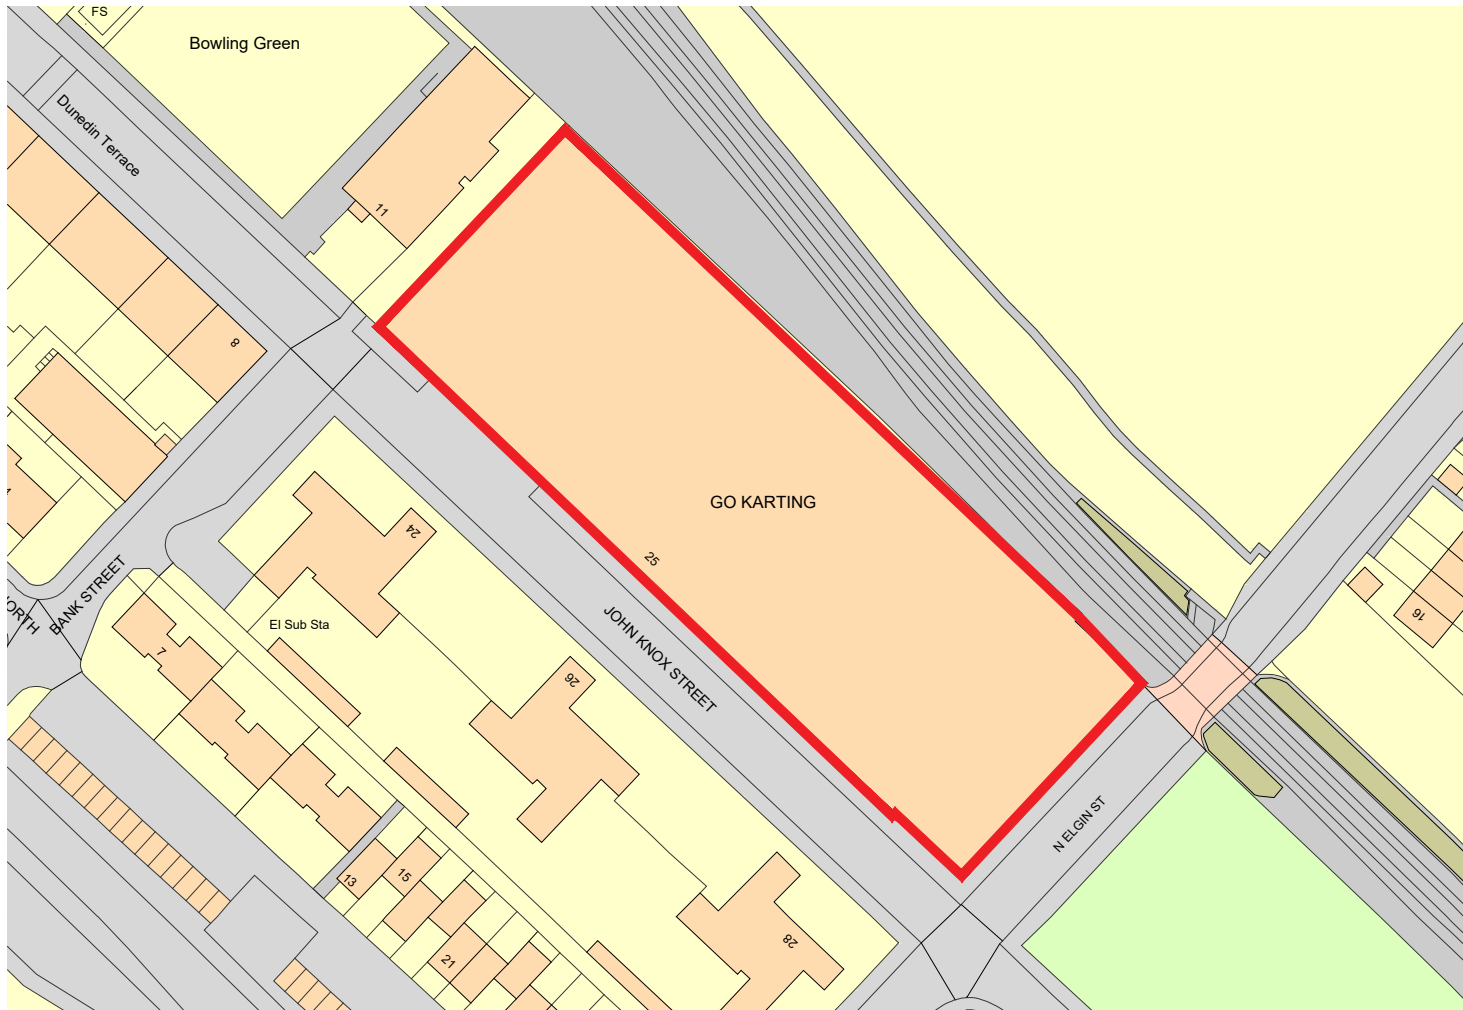 FS
Bowling Green
Dunedin Terrace
11
8
GO KARTING
24
25
BANK STREET
ORTH
El Sub Sta
JOHN KNOX STREET
7
26
16
N ELGIN ST
13
15
21
28